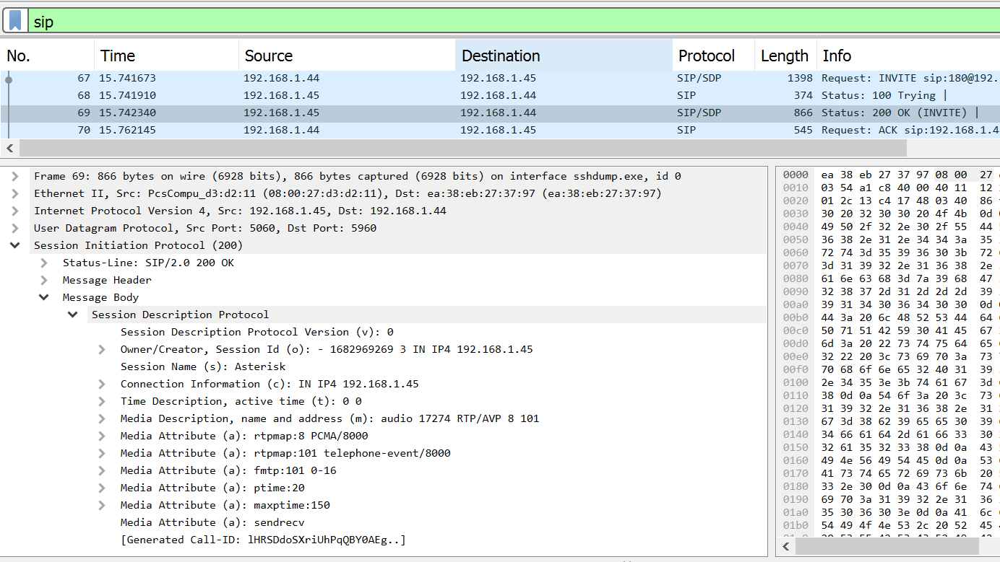 sip
No. Time Source Destination Protocol Length Info
67 15.741673 192.168.1.44 192.168.1.45 SIP/SDP 1398 Request: INVITE sip:180@192.
68 15.741910 192.168.1.45 192.168.1.44 SIP 374 Status: 100 Trying |
69 15.742340 192.168.1.45 192.168.1.44 SIP/SDP 866 Status: 200 OK (INVITE) |
70 15.762145 192.168.1.44 192.168.1.45 SIP 545 Request: ACK sip:192.168.1.4
Frame 69: 866 bytes on wire (6928 bits), 866 bytes captured (6928 bits) on interface sshdump.exe, id 0
Ethernet II, Src: PcsCompu_d3:d2:11 (08:00:27:d3:d2:11), Dst: ea:38:eb:27:37:97 (ea:38:eb:27:37:97)
Internet Protocol Version 4, Src: 192.168.1.45, Dst: 192.168.1.44
User Datagram Protocol, Src Port: 5060, Dst Port: 5960
Session Initiation Protocol (200)
Status-Line: SIP/2.0 200 OK
Message Header
Message Body
Session Description Protocol
Session Description Protocol Version (v): 0
Owner/Creator, Session Id (o): - 1682969269 3 IN IP4 192.168.1.45
Session Name (s): Asterisk
Connection Information (c): IN IP4 192.168.1.45
Time Description, active time (t): 0 0
Media Description, name and address (m): audio 17274 RTP/AVP 8 101
Media Attribute (a): rtpmap:8 PCMA/8000
Media Attribute (a): rtpmap:101 telephone-event/8000
Media Attribute (a): fmtp:101 0-16
Media Attribute (a): ptime:20
Media Attribute (a): maxptime:150
Media Attribute (a): sendrecv
[Generated Call-ID: lHRSDdoSXriUhPqQBY0AEg..]
0000 ea 38 eb 27 37 97 08 00 27
0010 03 54 a1 c8 40 00 40 11 12
0020 01 2c 13 c4 17 48 03 40 86
0030 30 20 32 30 30 20 4f 4b 0d
0040 49 50 2f 32 2e 30 2f 55 44
0050 36 38 2e 31 2e 34 34 3a 35
0060 72 74 3d 35 39 36 30 3b 72
0070 3d 31 39 32 2e 31 36 38 2e
0080 61 6e 63 68 3d 7a 39 68 47
0090 32 38 37 2d 31 2d 2d 2d 39
00a0 39 31 34 30 36 34 30 30 0d
00b0 44 3a 20 6c 48 52 53 44 64
00c0 50 71 51 42 59 30 41 45 67
00d0 6d 3a 20 22 73 74 75 64 65
00e0 32 22 20 3c 73 69 70 3a 73
00f0 70 68 6f 6e 65 32 40 31 39
0100 2e 34 35 3e 3b 74 61 67 3d
0110 38 0d 0a 54 6f 3a 20 3c 73
0120 31 39 32 2e 31 36 38 2e 31
0130 67 3d 38 62 39 65 65 30 39
0140 34 66 61 64 2d 61 66 33 30
0150 32 61 35 32 33 38 0d 0a 43
0160 49 4e 56 49 54 45 0d 0a 53
0170 41 73 74 65 72 69 73 6b 20
0180 33 2e 30 0d 0a 43 6f 6e 74
0190 69 70 3a 31 39 32 2e 31 36
01a0 35 30 36 30 3e 0d 0a 41 6c
01b0 54 49 4f 4e 53 2c 20 52 45